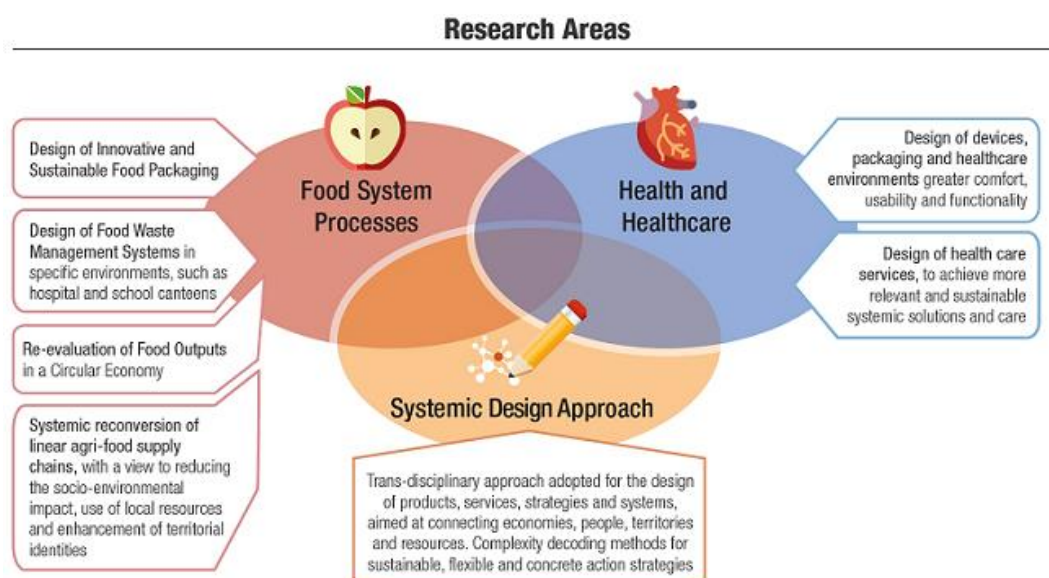 Research Areas
Food System
Processes
Health and
Healthcare
Systemic Design Approach
Design of Innovative and
Sustainable Food Packaging
Design of Food Waste
Management Systems in
specific environments, such as
hospital and school canteens
Re-evaluation of Food Outputs
in a Circular Economy
Systemic reconversion of
linear agri-food supply
chains, with a view to reducing
the socio-environmental
impact, use of local resources
and enhancement of territorial
identities
Design of devices,
packaging and healthcare
environments greater comfort,
usability and functionality
Design of health care
services, to achieve more
relevant and sustainable
systemic solutions and care
Trans-disciplinary approach adopted for the design
of products, services, strategies and systems,
aimed at connecting economies, people, territories
and resources. Complexity decoding methods for
sustainable, flexible and concrete action strategies